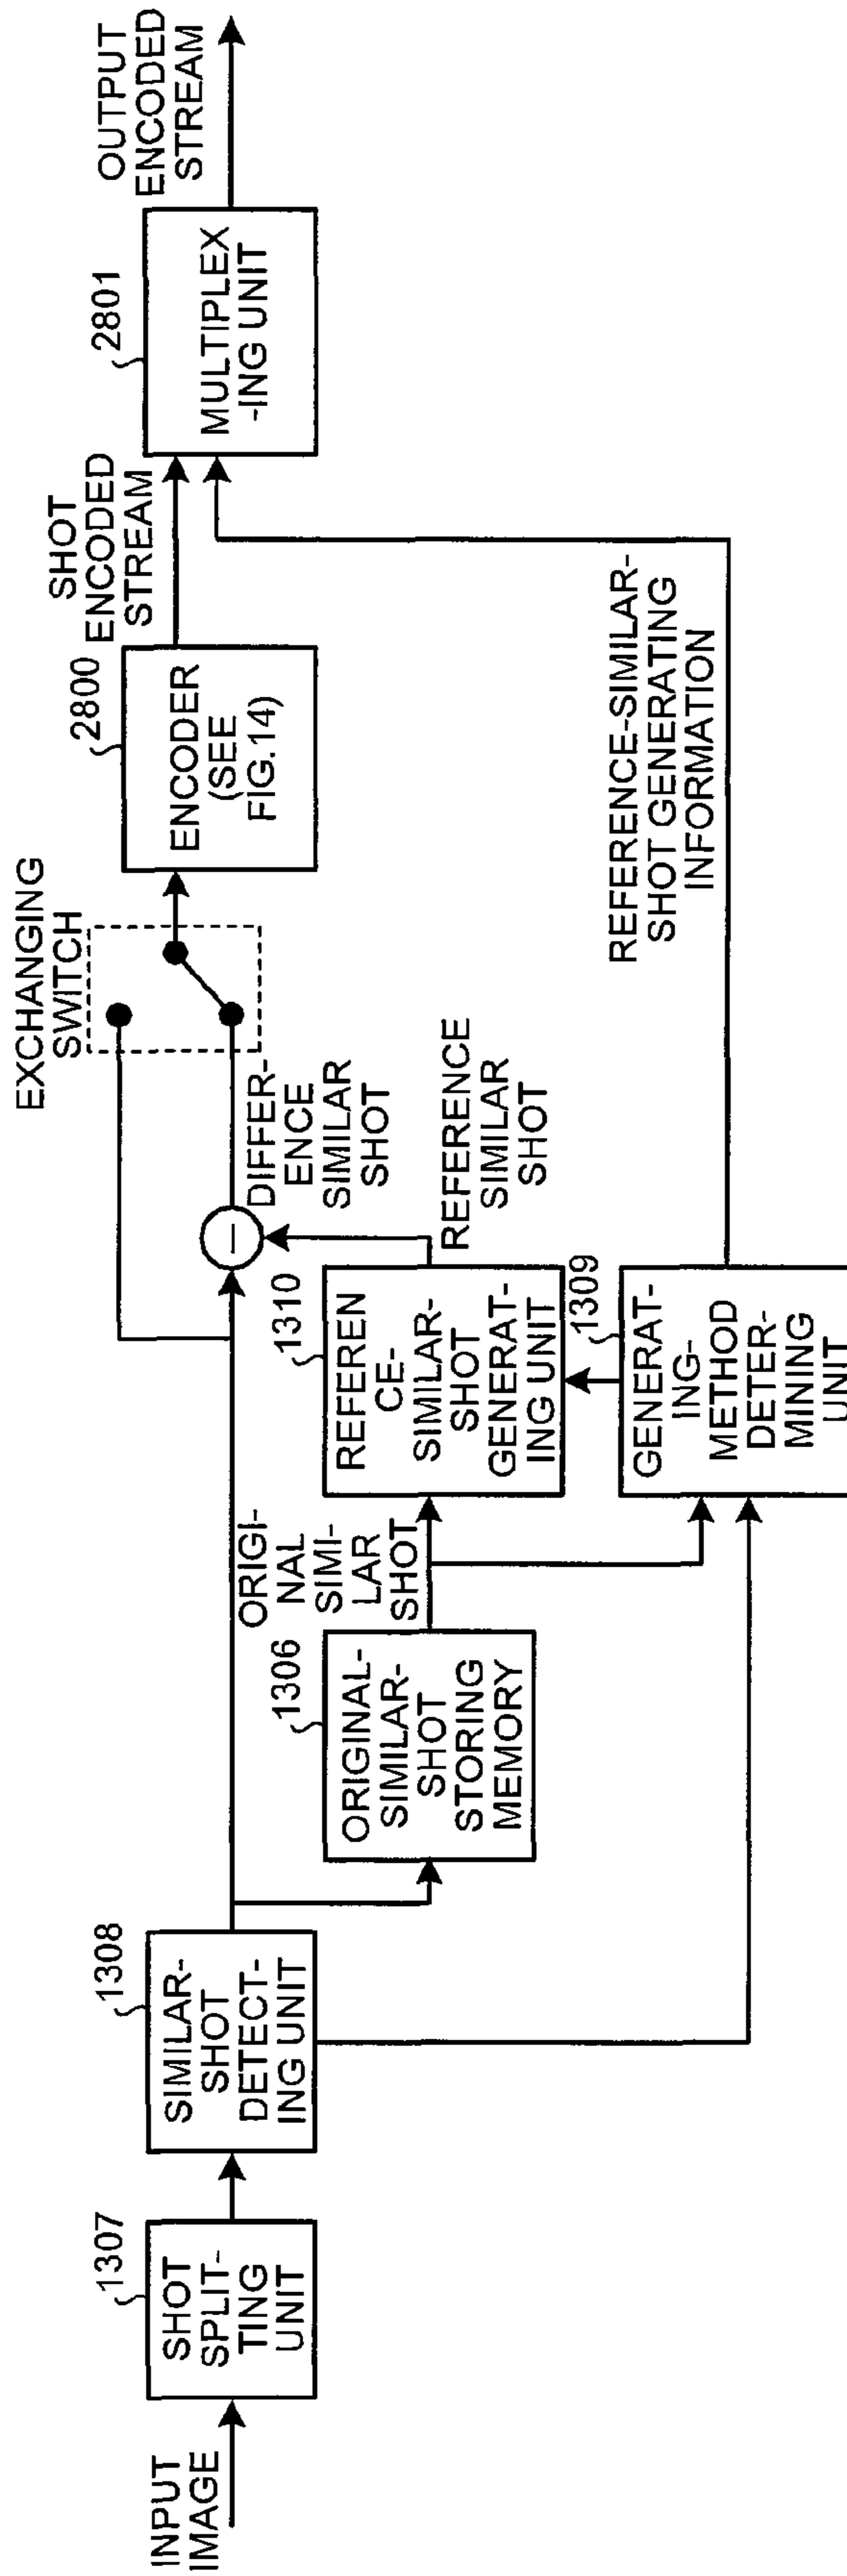 INPUT
IMAGE
1307
SHOT
SPLIT-
TING
UNIT
1308
SIMILAR-
SHOT
DETECT-
ING UNIT
1306
ORIGINAL-
SIMILAR-
SHOT
STORING
MEMORY
ORIGI-
NAL
SIMI-
LAR
SHOT
1310
REFEREN
CE-
SIMILAR-
SHOT
GENERAT-
ING UNIT
1309
GENERAT-
ING-
METHOD
DETER-
MINING
UNIT
REFERENCE
SIMILAR
SHOT
DIFFER-
ENCE
SIMILAR
SHOT
EXCHANGING
SWITCH
2800
ENCODER
(SEE
FIG.14)
SHOT
ENCODED
STREAM
REFERENCE-SIMILAR-
SHOT GENERATING
INFORMATION
2801
MULTIPLEX
-ING UNIT
OUTPUT
ENCODED
STREAM